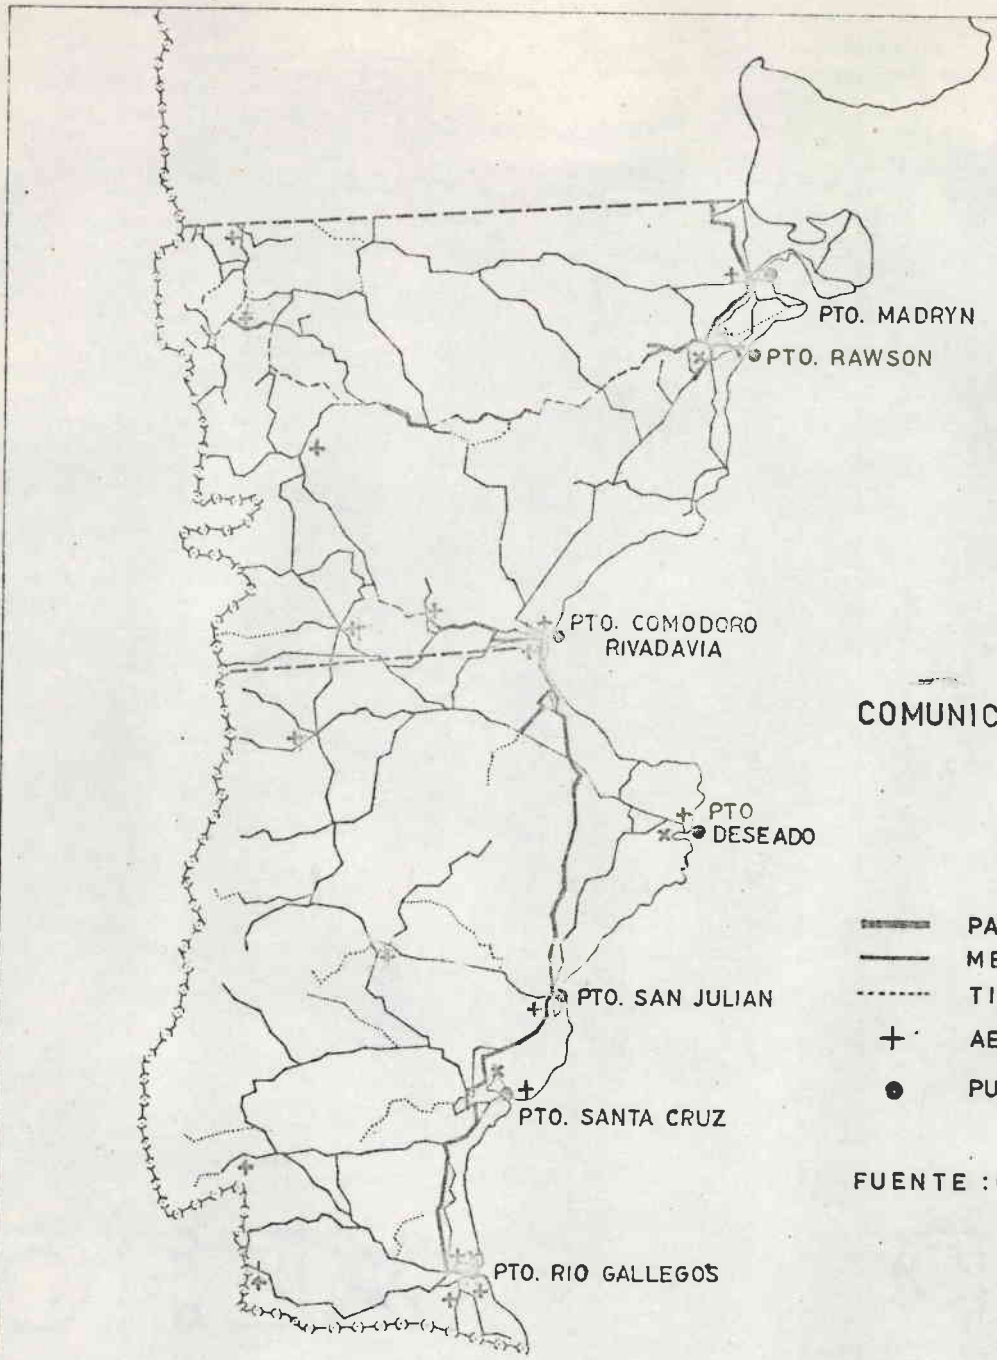 PTO. MADRYN
PTO. RAWSON
PTO. COMODORO
RIVADAVIA
COMUNIC
PTO
DESEADO
PA
ME
TI
PTO. SAN JULIAN
AE
PU
PTO. SANTA CRUZ
FUENTE :
PTO. RIO GALLEGOS